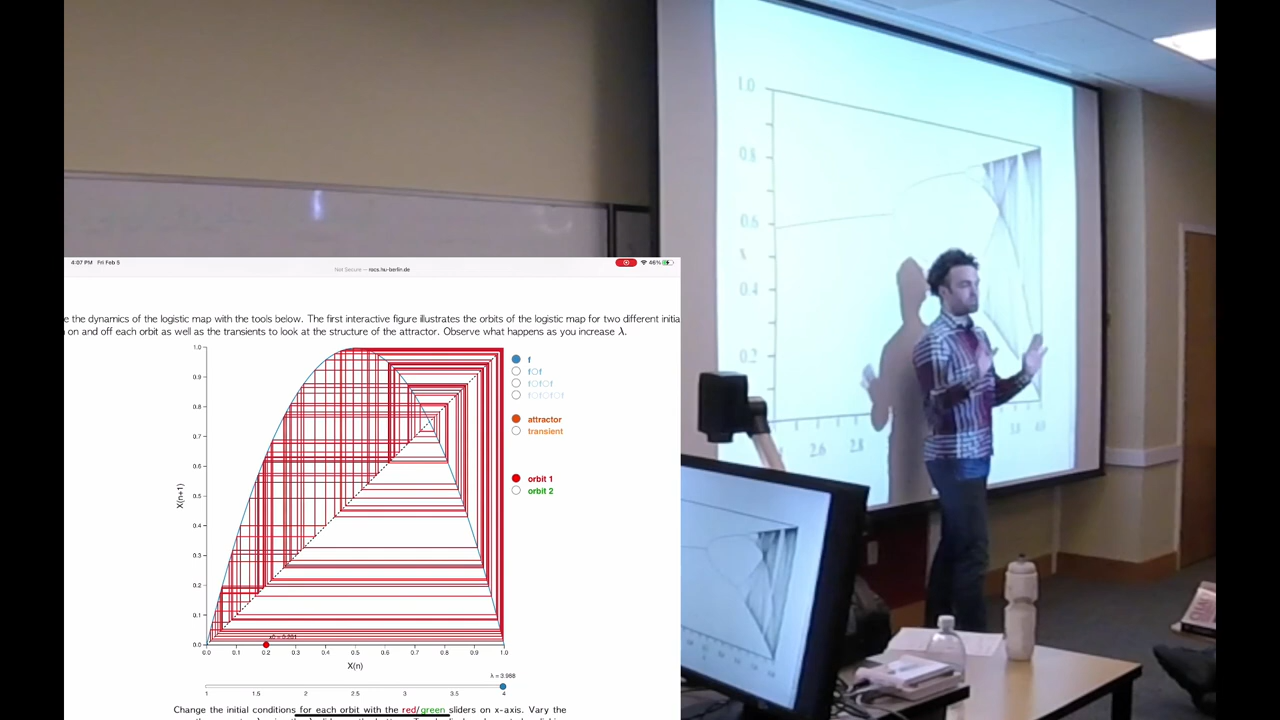 4:07 PM Fri Feb 5
46%
Not Secure — rocs.hu-berlin.de
e the dynamics of the logistic map with the tools below. The first interactive figure illustrates the orbits of the logistic map for two different initia
on and off each orbit as well as the transients to look at the structure of the attractor. Observe what happens as you increase λ.
1.0
0.9
0.8
0.7
0.6
0.5
0.4
0.3
0.2
0.1
0.0
X(n+1)
0.0 0.1 0.2 0.3 0.4 0.5 0.6 0.7 0.8 0.9 1.0
X(n)
f
f○f
f○f○f
f○f○f○f
attractor
transient
orbit 1
orbit 2
λ = 3.988
1 1.5 2 2.5 3 3.5 4
Change the initial conditions for each orbit with the red/green sliders on x-axis. Vary the
1.0
0.8
0.6
x
0.4
0.2
2.6 2.8 3.8 4.0